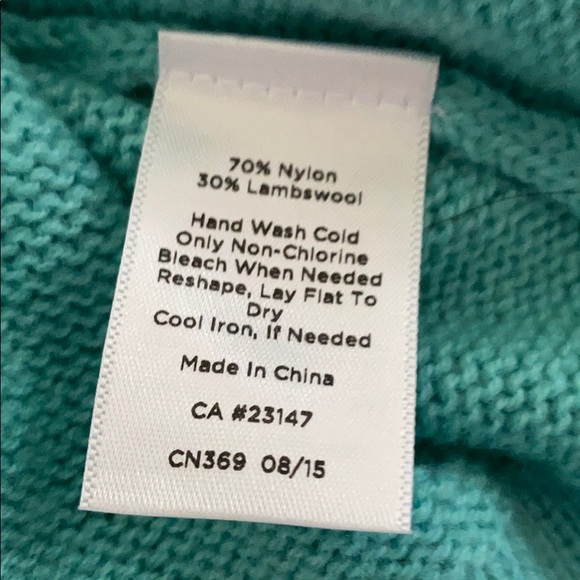 70% Nylon
30% Lambswool
Hand Wash Cold
Only Non-Chlorine
Bleach When Needed
Reshape, Lay Flat To
Dry
Cool Iron, If Needed
Made In China
CA #23147
CN369 08/15